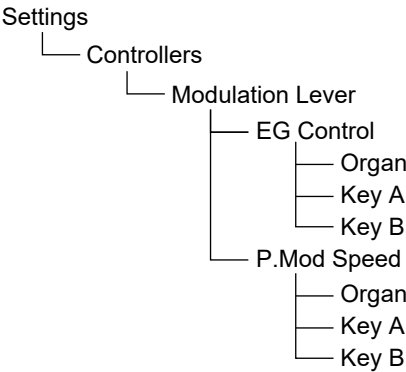 Settings
Controllers
Modulation Lever
EG Control
Organ
Key A
Key B
P.Mod Speed
Organ
Key A
Key B